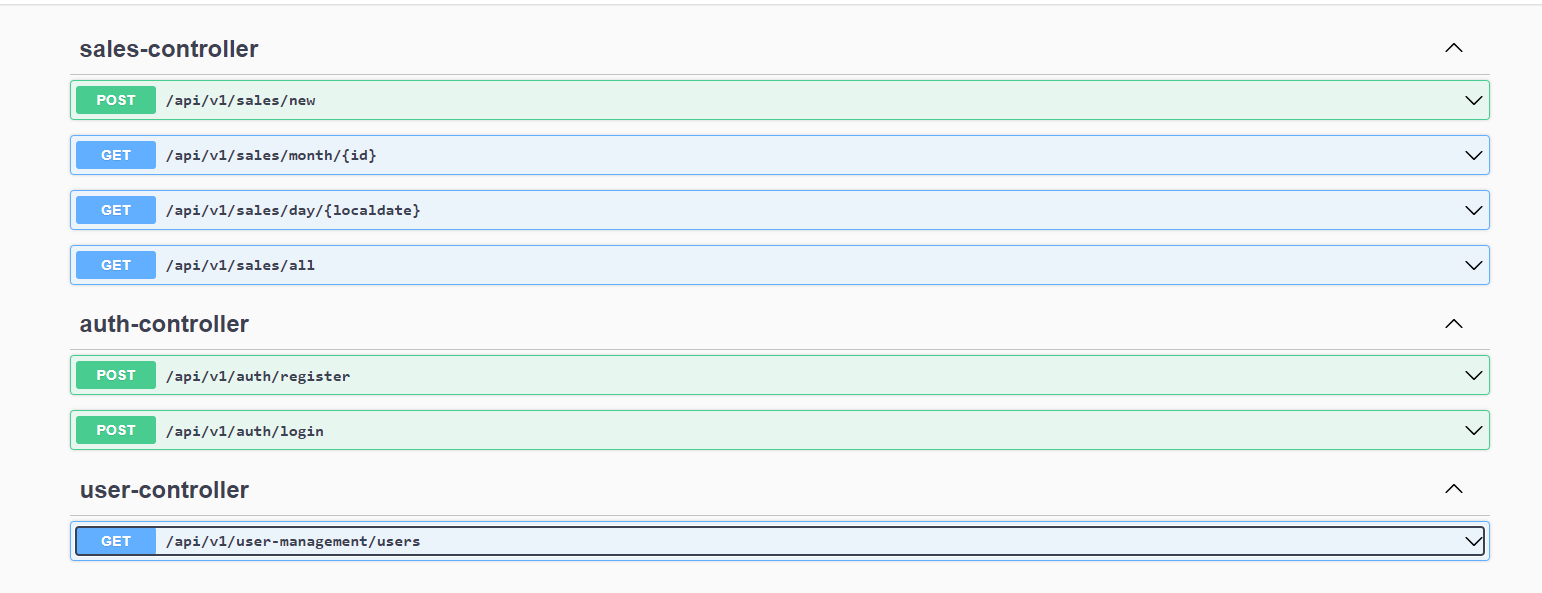 sales-controller
POST /api/v1/sales/new
GET /api/v1/sales/month/{id}
GET /api/v1/sales/day/{localdate}
GET /api/v1/sales/all
auth-controller
POST /api/v1/auth/register
POST /api/v1/auth/login
user-controller
GET /api/v1/user-management/users